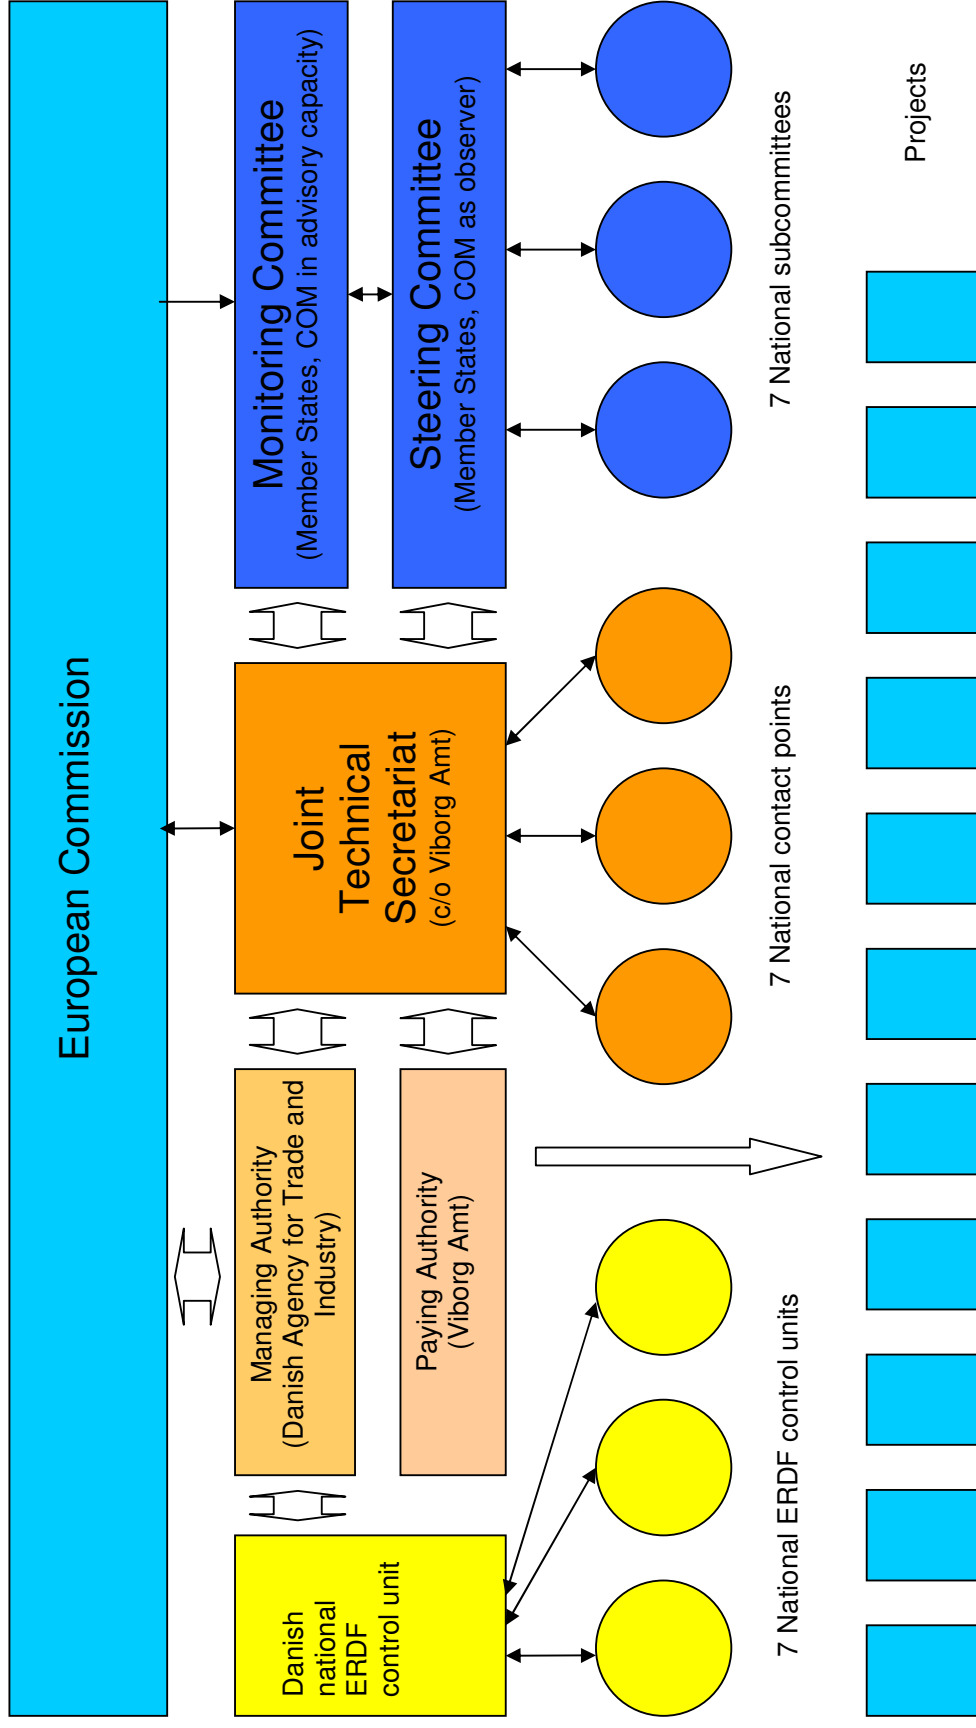 European Commission
Danish
national
ERDF
control unit
Managing Authority
(Danish Agency for Trade and
Industry)
Paying Authority
(Viborg Amt)
Joint
Technical
Secretariat
(c/o Viborg Amt)
Monitoring Committee
(Member States, COM in advisory capacity)
Steering Committee
(Member States, COM as observer)
7 National ERDF control units
7 National contact points
7 National subcommittees
Projects